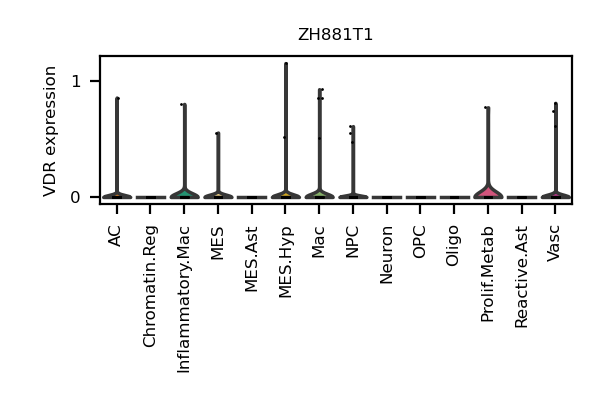 ZH881T1
VDR expression
1
0
AC
Chromatin.Reg
Inflammatory.Mac
MES
MES.Ast
MES.Hyp
Mac
NPC
Neuron
OPC
Oligo
Prolif.Metab
Reactive.Ast
Vasc